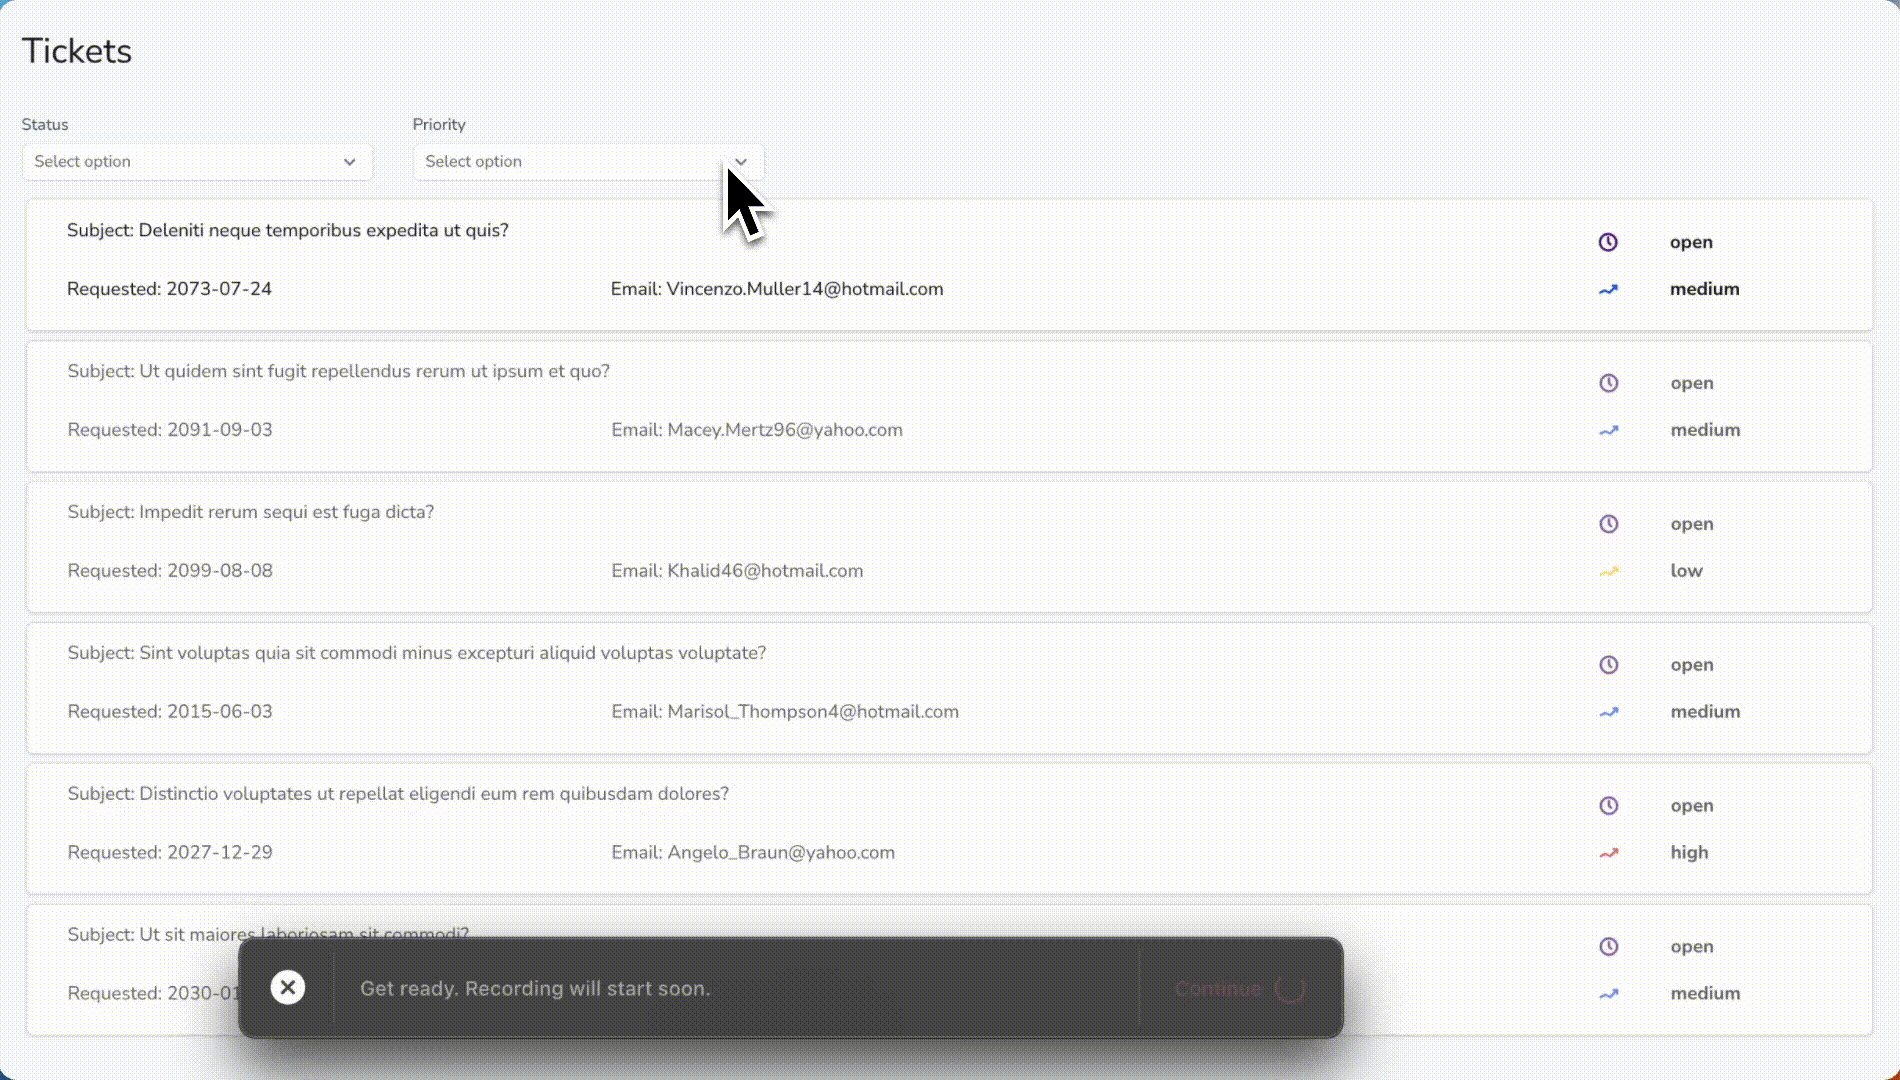 Tickets
Status
Priority
Select option
Select option
Subject: Deleniti neque temporibus expedita ut quis?
open
Requested: 2073-07-24
Email: Vincenzo.Muller14@hotmail.com
medium
Subject: Ut quidem sint fugit repellendus rerum ut ipsum et quo?
open
Requested: 2091-09-03
Email: Macey.Mertz96@yahoo.com
medium
Subject: Impedit rerum sequi est fuga dicta?
open
Requested: 2099-08-08
Email: Khalid46@hotmail.com
low
Subject: Sint voluptas quia sit commodi minus excepturi aliquid voluptas voluptate?
open
Requested: 2015-06-03
Email: Marisol_Thompson4@hotmail.com
medium
Subject: Distinctio voluptates ut repellat eligendi eum rem quibusdam dolores?
open
Requested: 2027-12-29
Email: Angelo_Braun@yahoo.com
high
Subject: Ut sit maiores laboriosam sit commodi?
open
Requested: 2030-01
medium
Get ready. Recording will start soon.
Continue